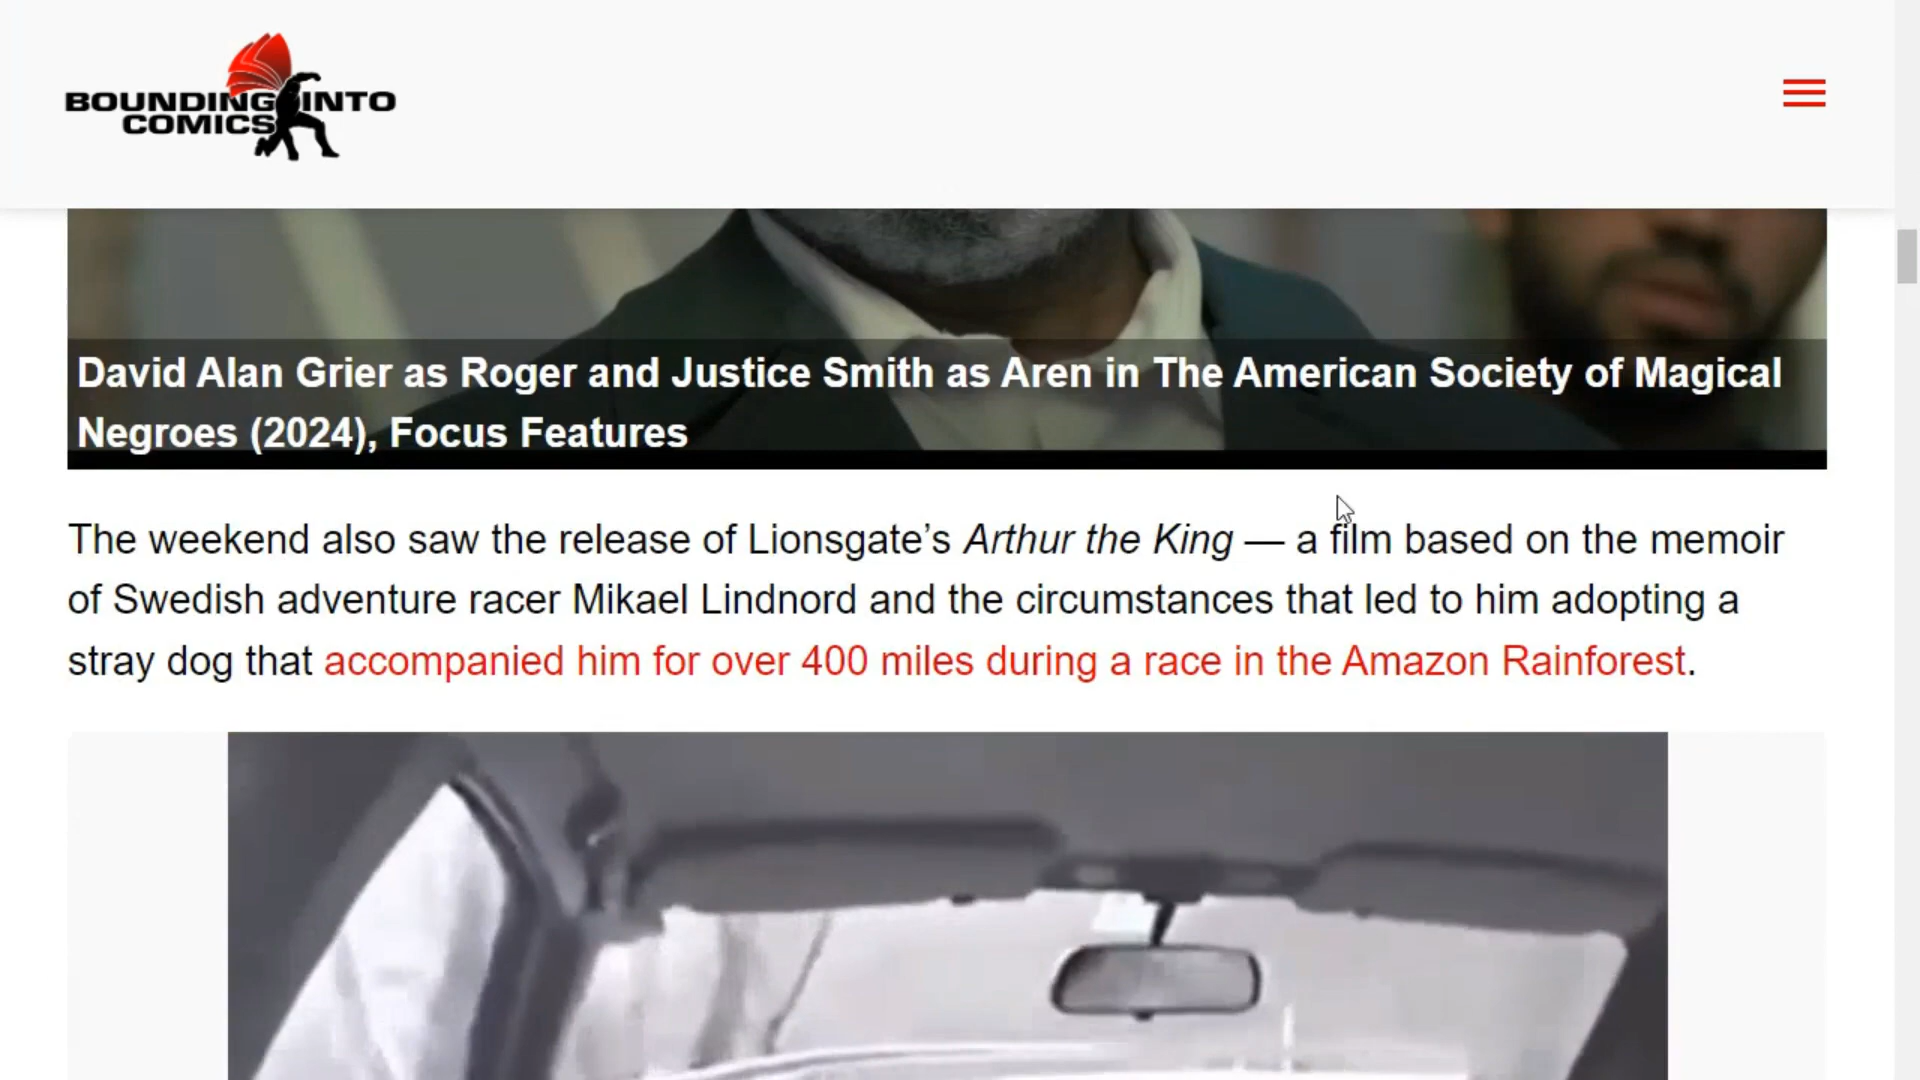 BOUNDING INTO
COMICS
David Alan Grier as Roger and Justice Smith as Aren in The American Society of Magical
Negroes (2024), Focus Features
The weekend also saw the release of Lionsgate’s Arthur the King — a film based on the memoir
of Swedish adventure racer Mikael Lindnord and the circumstances that led to him adopting a
stray dog that accompanied him for over 400 miles during a race in the Amazon Rainforest.